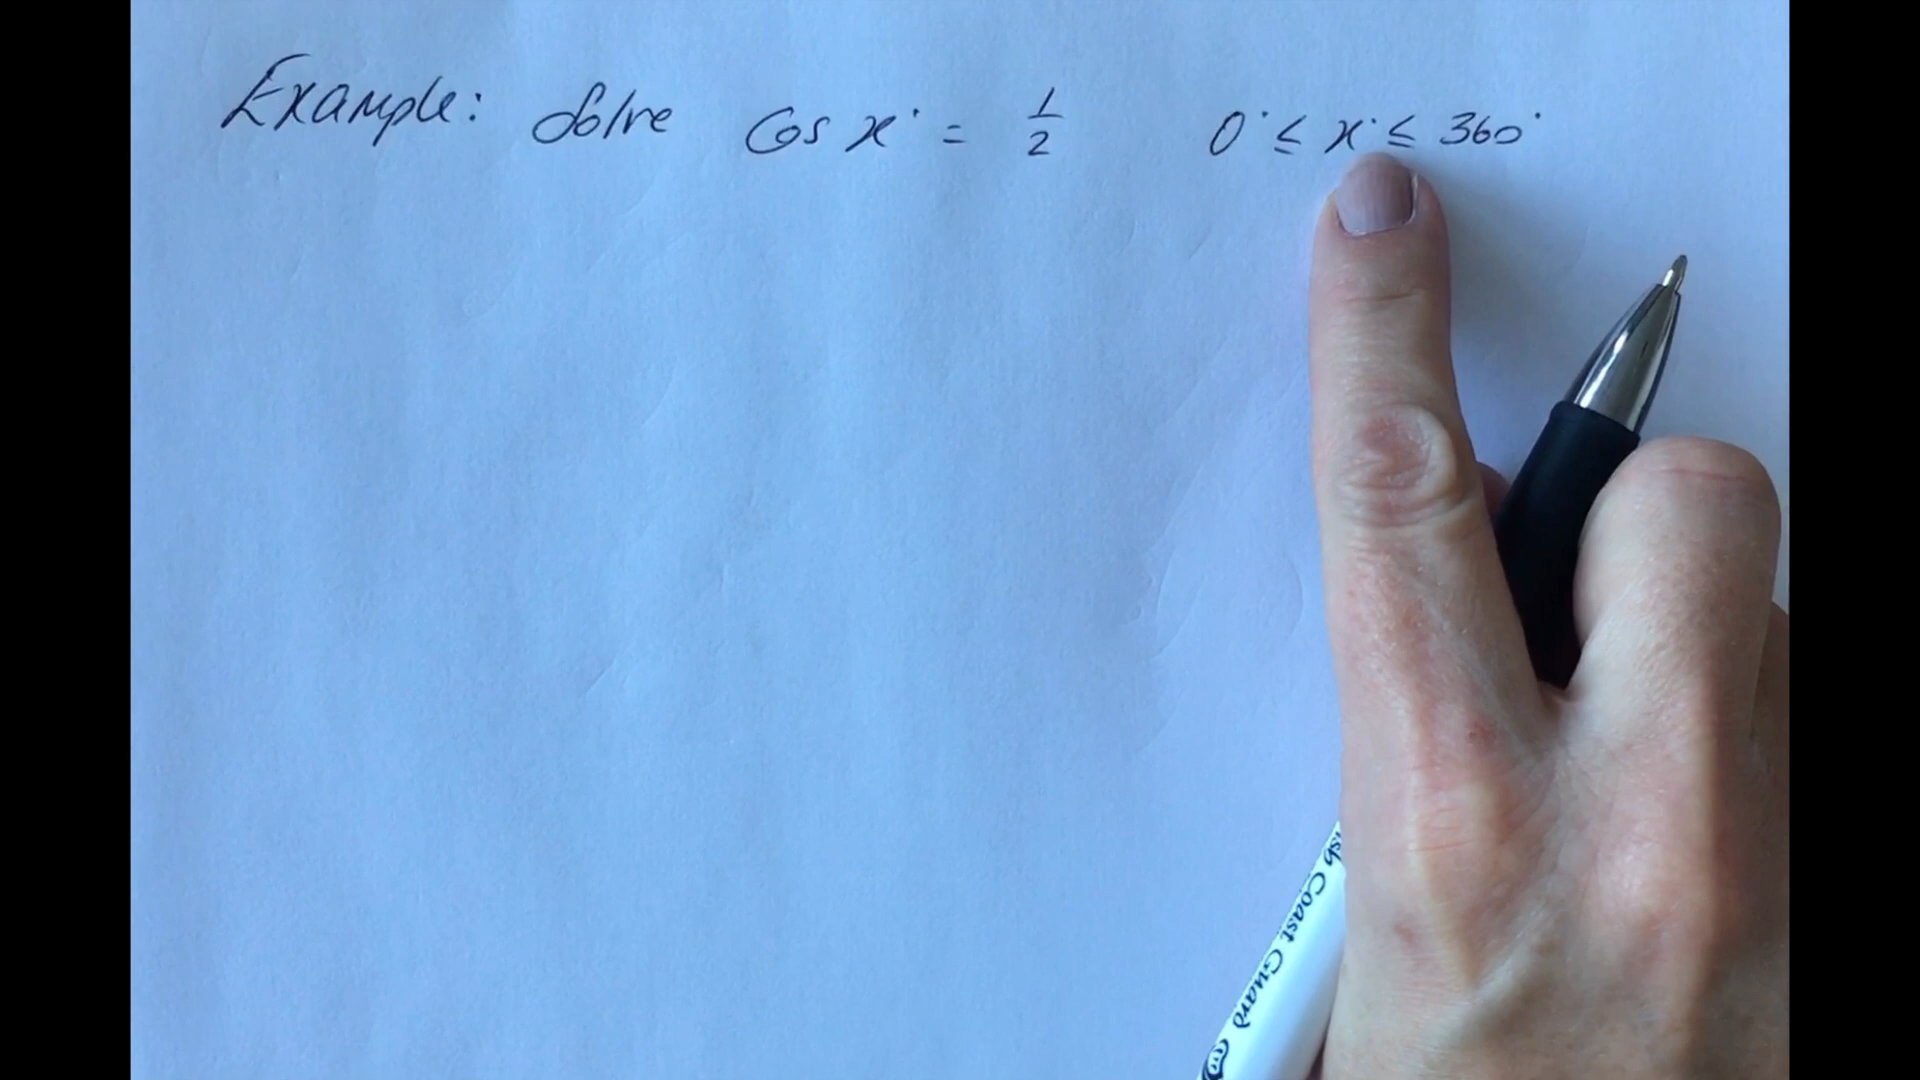 Example: Solve Cos x° = 1/2 0° ≤ x° ≤ 360°
Coast Guard